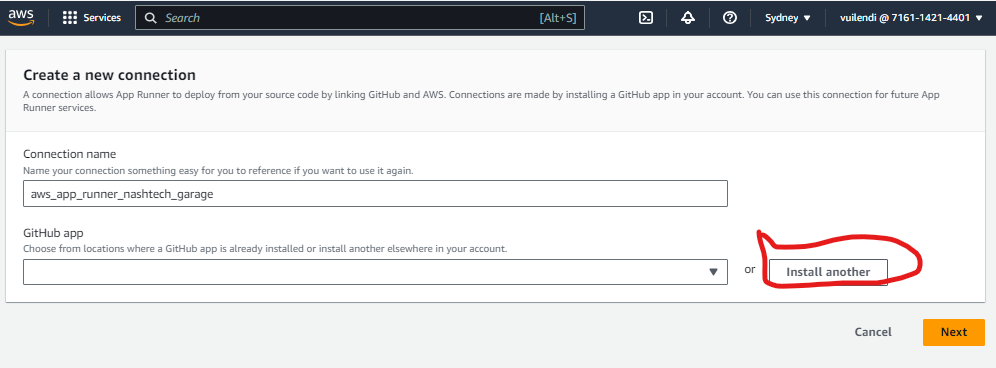 aws
Services
Search
[Alt+S]
Sydney ▼
vuilendi @ 7161-1421-4401 ▼
Create a new connection
A connection allows App Runner to deploy from your source code by linking GitHub and AWS. Connections are made by installing a GitHub app in your account. You can use this connection for future App
Runner services.
Connection name
Name your connection something easy for you to reference if you want to use it again.
aws_app_runner_nashtech_garage
GitHub app
Choose from locations where a GitHub app is already installed or install another elsewhere in your account.
or
Install another
Cancel
Next